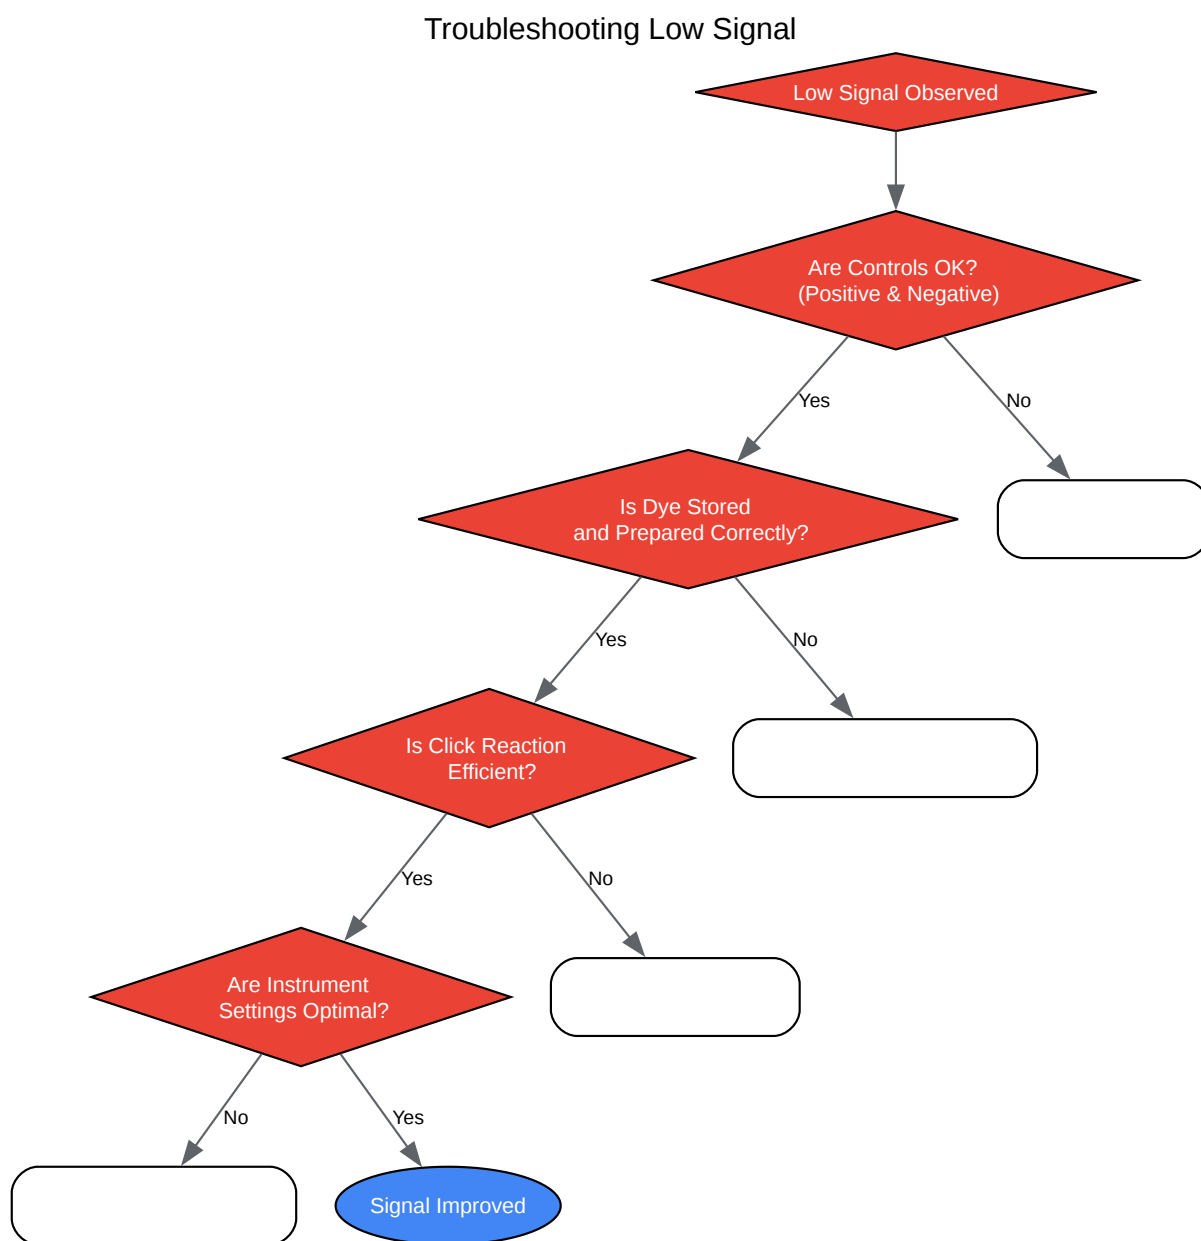 Troubleshooting Low Signal
Low Signal Observed
Are Controls OK?
(Positive & Negative)
Yes
No
Is Dye Stored
and Prepared Correctly?
Yes
No
Is Click Reaction
Efficient?
Yes
No
Are Instrument
Settings Optimal?
No
Yes
Signal Improved